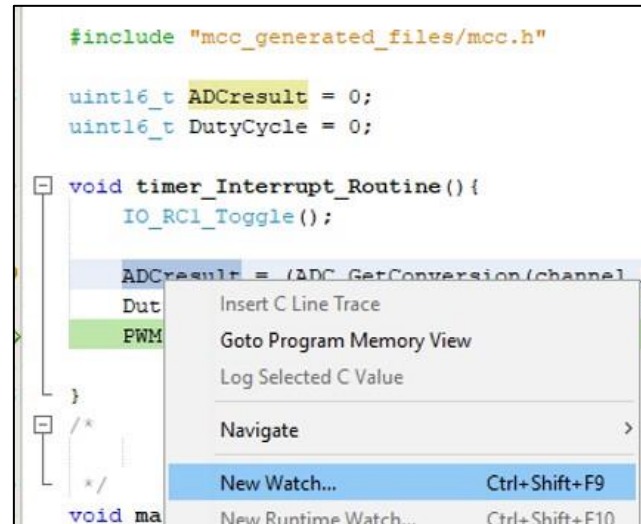 #include "mcc_generated_files/mcc.h"
uint16_t ADCresult = 0;
uint16_t DutyCycle = 0;
void timer_Interrupt_Routine(){
IO_RC1_Toggle();
ADCresult = (ADC_GetConversion(channel
Dut
PWM
Insert C Line Trace
Goto Program Memory View
Log Selected C Value
Navigate >
New Watch... Ctrl+Shift+F9
New Runtime Watch... Ctrl+Shift+F10
}
/*
*/
void ma